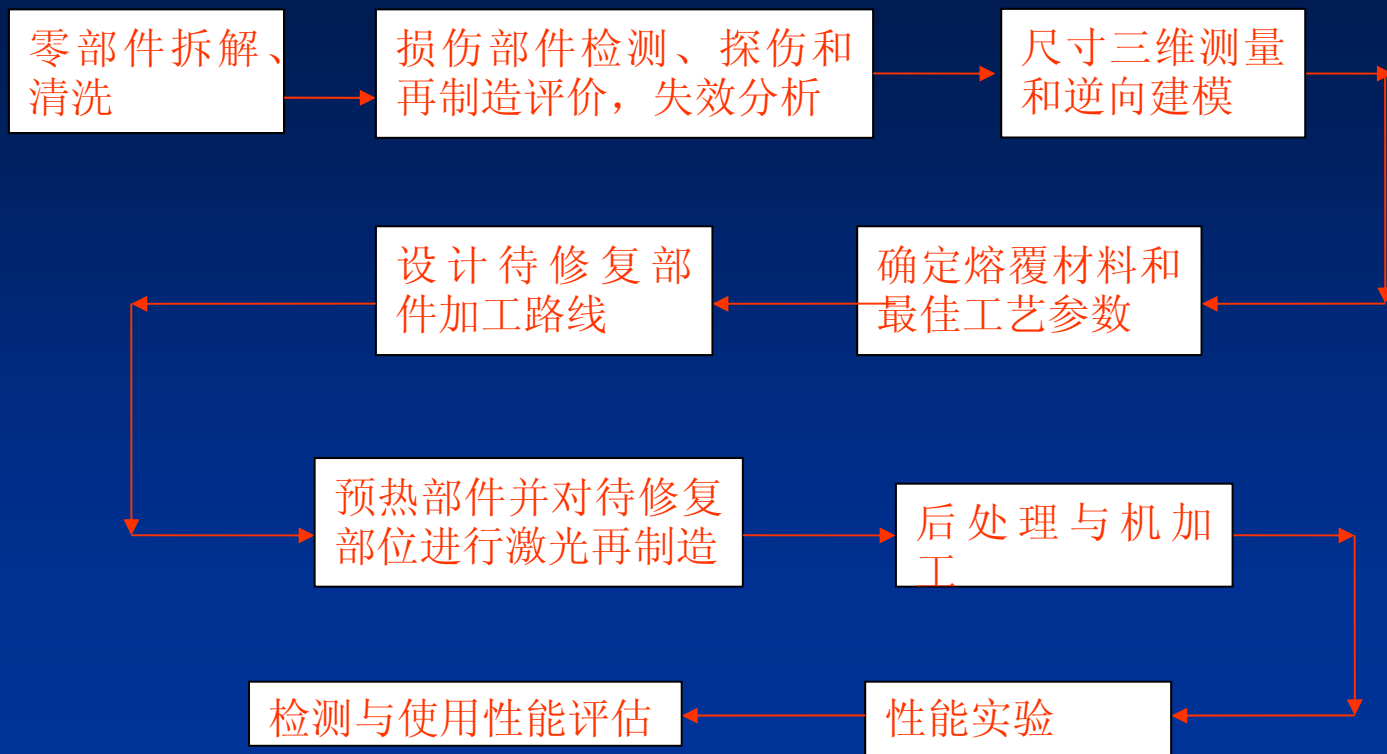 零部件拆解、
清洗
损伤部件检测、探伤和
再制造评价，失效分析
尺寸三维测量
和逆向建模
确定熔覆材料和
最佳工艺参数
设计待修复部
件加工路线
预热部件并对待修复
部位进行激光再制造
后处理与机加
工
性能实验
检测与使用性能评估